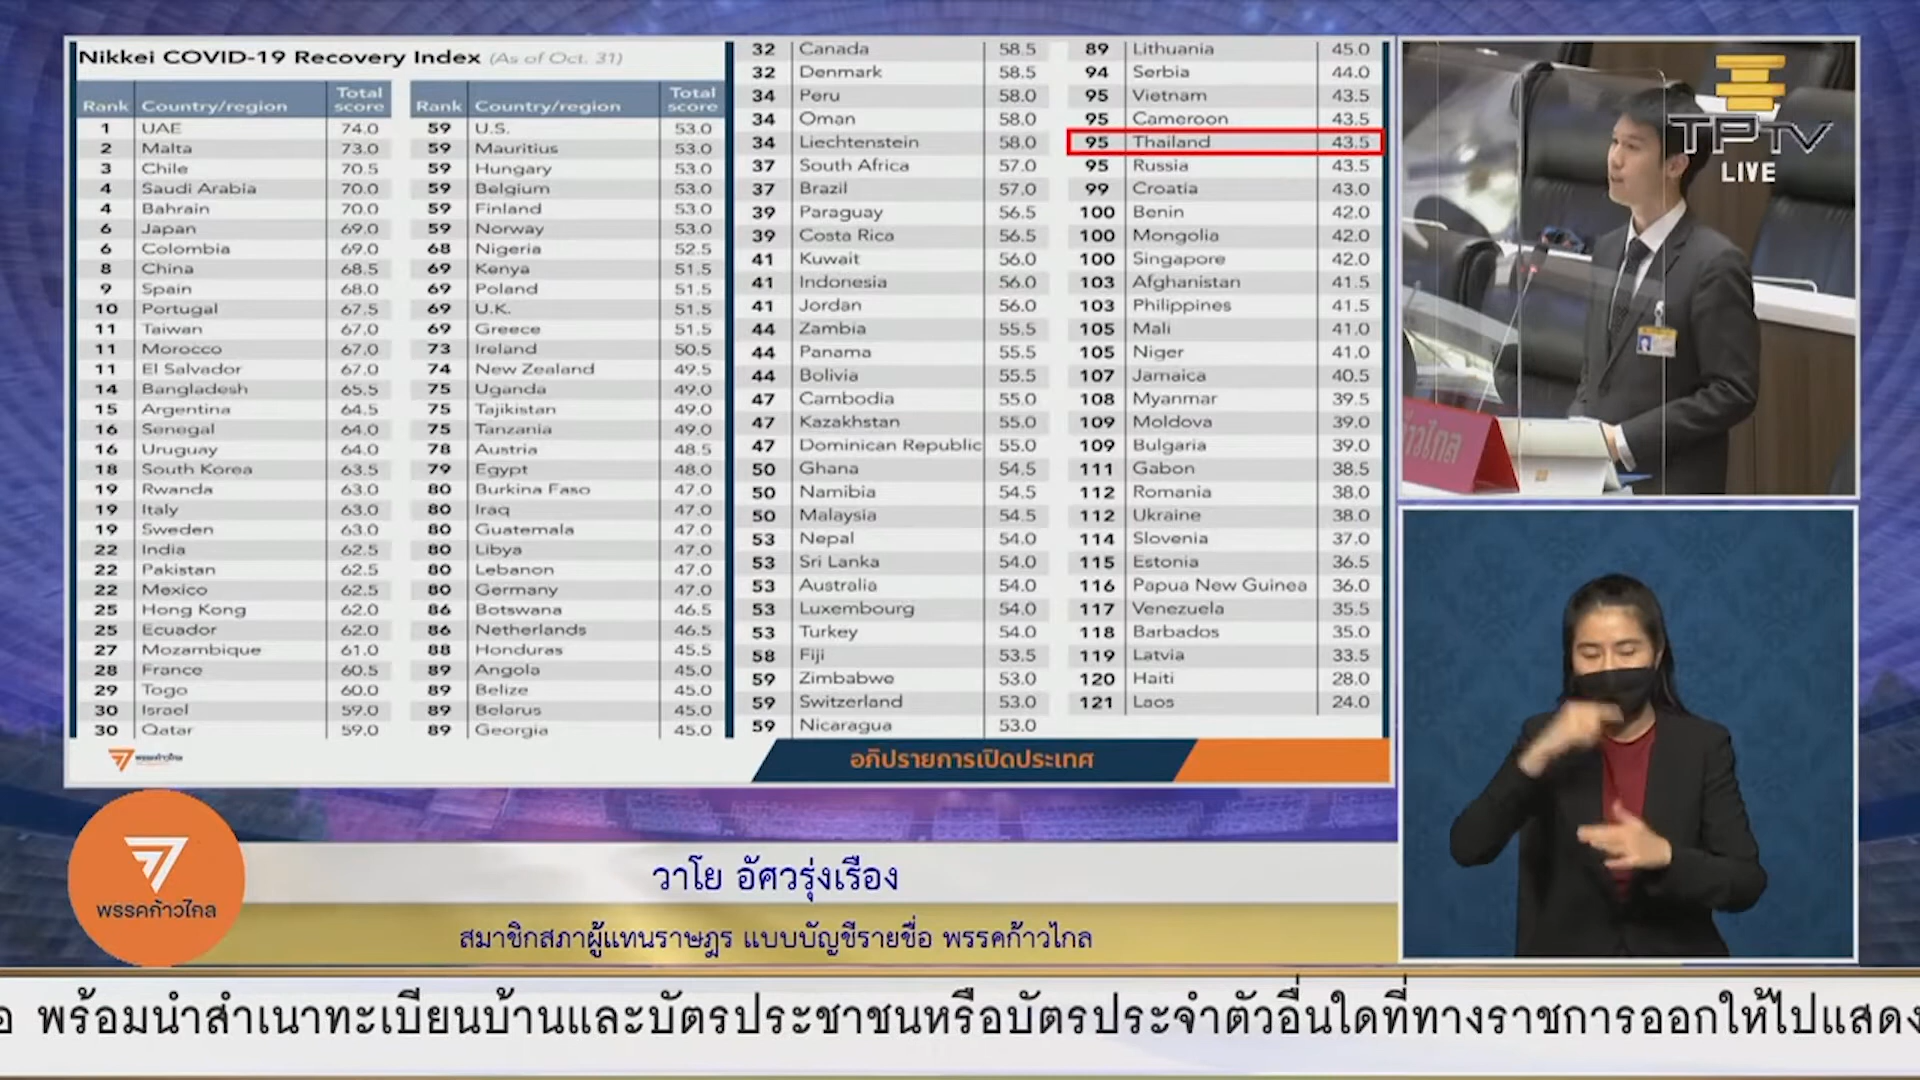 Nikkei COVID-19 Recovery Index (As of Oct. 31)
Rank Country/region Total score
1 UAE 74.0
2 Malta 73.0
3 Chile 70.5
4 Saudi Arabia 70.0
4 Bahrain 70.0
6 Japan 69.0
6 Colombia 69.0
8 China 68.5
9 Spain 68.0
10 Portugal 67.5
11 Taiwan 67.0
11 Morocco 67.0
11 El Salvador 67.0
14 Bangladesh 65.5
15 Argentina 64.5
16 Senegal 64.0
16 Uruguay 64.0
18 South Korea 63.5
19 Rwanda 63.0
19 Italy 63.0
19 Sweden 63.0
22 India 62.5
22 Pakistan 62.5
22 Mexico 62.5
25 Hong Kong 62.0
25 Ecuador 62.0
27 Mozambique 61.0
28 France 60.5
29 Togo 60.0
30 Israel 59.0
30 Qatar 59.0
Rank Country/region Total score
59 U.S. 53.0
59 Mauritius 53.0
59 Hungary 53.0
59 Belgium 53.0
59 Finland 53.0
59 Norway 53.0
68 Nigeria 52.5
69 Kenya 51.5
69 Poland 51.5
69 U.K. 51.5
69 Greece 51.5
73 Ireland 50.5
74 New Zealand 49.5
75 Uganda 49.0
75 Tajikistan 49.0
75 Tanzania 49.0
78 Austria 48.5
79 Egypt 48.0
80 Burkina Faso 47.0
80 Iraq 47.0
80 Guatemala 47.0
80 Libya 47.0
80 Lebanon 47.0
80 Germany 47.0
86 Botswana 46.5
86 Netherlands 46.5
88 Honduras 45.5
89 Angola 45.0
89 Belize 45.0
89 Belarus 45.0
89 Georgia 45.0
32 Canada 58.5
32 Denmark 58.5
34 Peru 58.0
34 Oman 58.0
34 Liechtenstein 58.0
37 South Africa 57.0
37 Brazil 57.0
39 Paraguay 56.5
39 Costa Rica 56.5
41 Kuwait 56.0
41 Indonesia 56.0
41 Jordan 56.0
44 Zambia 55.5
44 Panama 55.5
44 Bolivia 55.5
47 Cambodia 55.0
47 Kazakhstan 55.0
47 Dominican Republic 55.0
50 Ghana 54.5
50 Namibia 54.5
50 Malaysia 54.5
53 Nepal 54.0
53 Sri Lanka 54.0
53 Australia 54.0
53 Luxembourg 54.0
53 Turkey 54.0
58 Fiji 53.5
59 Zimbabwe 53.0
59 Switzerland 53.0
59 Nicaragua 53.0
89 Lithuania 45.0
94 Serbia 44.0
95 Vietnam 43.5
95 Cameroon 43.5
95 Thailand 43.5
95 Russia 43.5
99 Croatia 43.0
100 Benin 42.0
100 Mongolia 42.0
100 Singapore 42.0
103 Afghanistan 41.5
103 Philippines 41.5
105 Mali 41.0
105 Niger 41.0
107 Jamaica 40.5
108 Myanmar 39.5
109 Moldova 39.0
109 Bulgaria 39.0
111 Gabon 38.5
112 Romania 38.0
112 Ukraine 38.0
114 Slovenia 37.0
115 Estonia 36.5
116 Papua New Guinea 36.0
117 Venezuela 35.5
118 Barbados 35.0
119 Latvia 33.5
120 Haiti 28.0
121 Laos 24.0
พรรคก้าวไกล
อภิปรายการเปิดประเทศ
TPTV
LIVE
ก้าวไกล
พรรคก้าวไกล
วาโย อัศวรุ่งเรือง
สมาชิกสภาผู้แทนราษฎร แบบบัญชีรายชื่อ พรรคก้าวไกล
อ พร้อมนำสำเนาทะเบียนบ้านและบัตรประชาชนหรือบัตรประจำตัวอื่นใดที่ทางราชการออกให้ไปแสดง